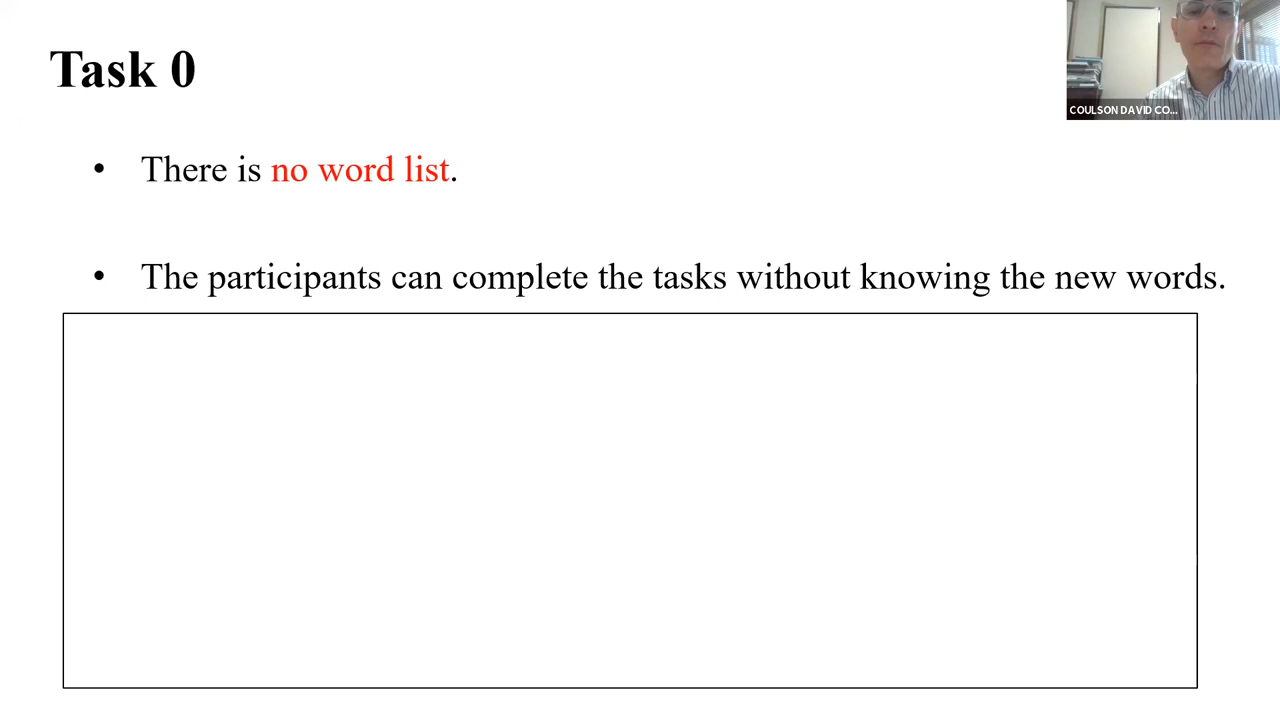 Task 0
COULSON DAVID CO...
• There is no word list.
• The participants can complete the tasks without knowing the new words.